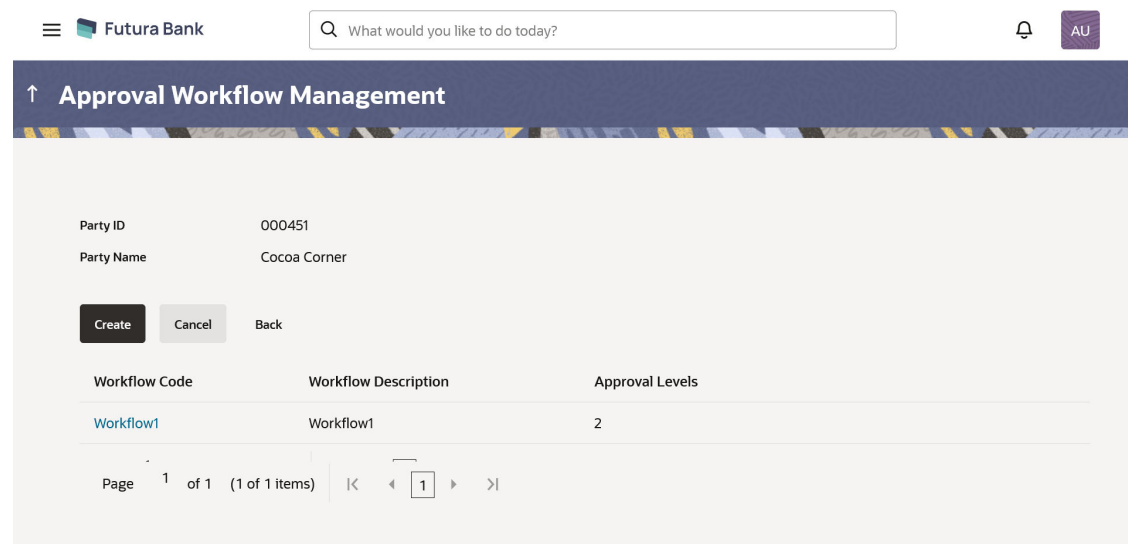 Futura Bank
What would you like to do today?
AU
Approval Workflow Management
Party ID 000451
Party Name Cocoa Corner
Create Cancel Back
Workflow Code Workflow Description Approval Levels
Workflow1 Workflow1 2
Page 1 of 1 (1 of 1 items) 1